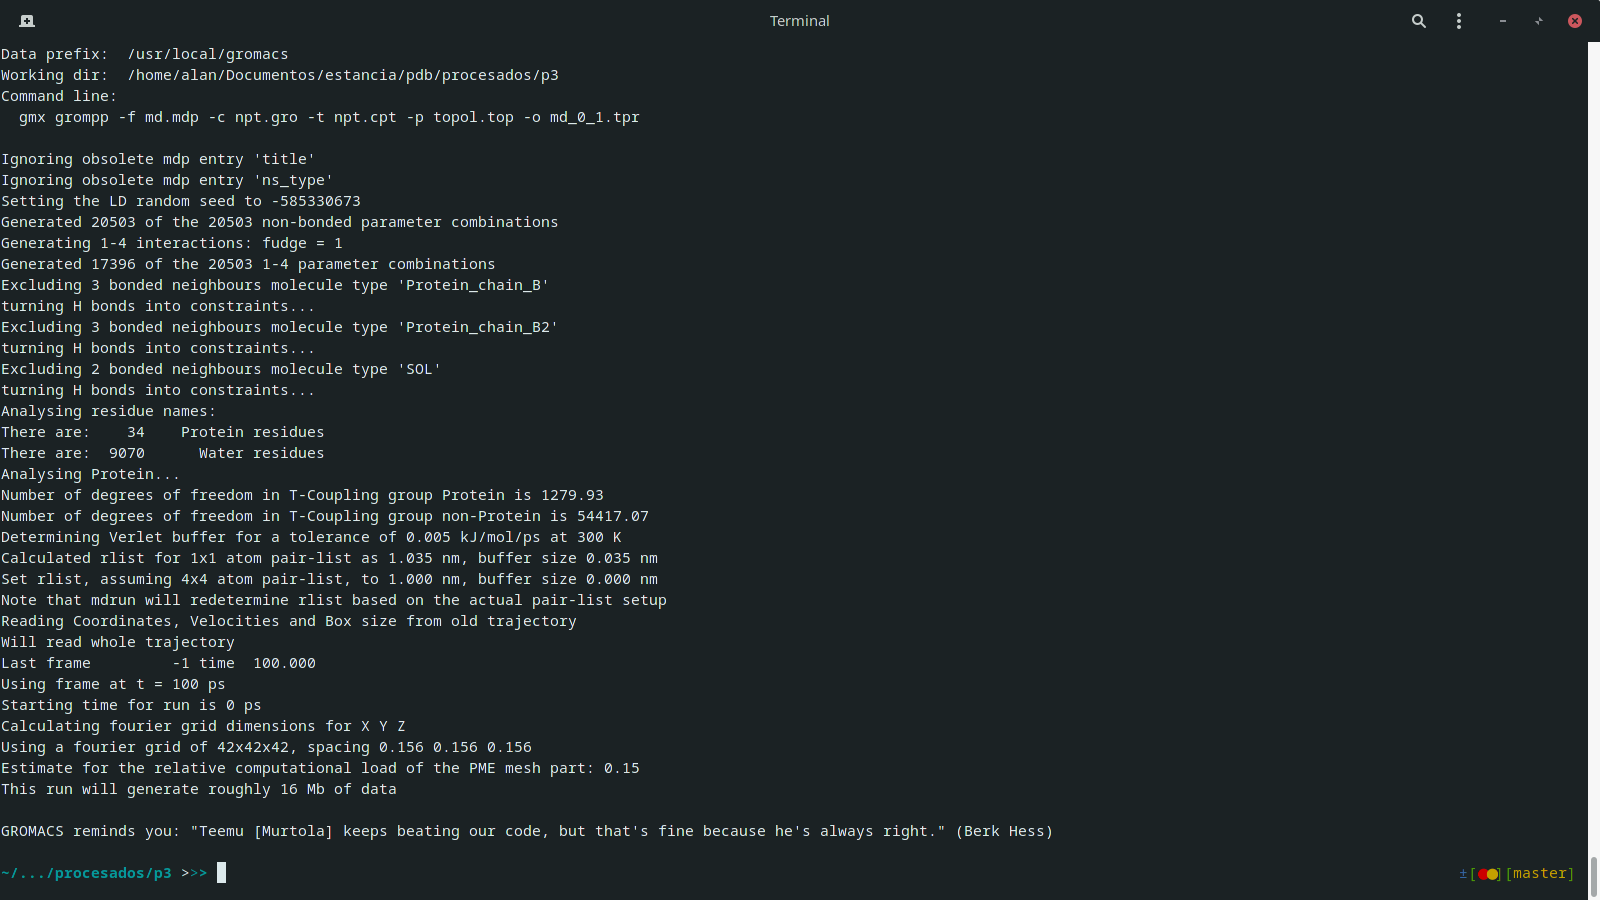 Terminal
Data prefix:  /usr/local/gromacs
Working dir:  /home/alan/Documentos/estancia/pdb/procesados/p3
Command line:
  gmx grompp -f md.mdp -c npt.gro -t npt.cpt -p topol.top -o md_0_1.tpr
Ignoring obsolete mdp entry 'title'
Ignoring obsolete mdp entry 'ns_type'
Setting the LD random seed to -585330673
Generated 20503 of the 20503 non-bonded parameter combinations
Generating 1-4 interactions: fudge = 1
Generated 17396 of the 20503 1-4 parameter combinations
Excluding 3 bonded neighbours molecule type 'Protein_chain_B'
turning H bonds into constraints...
Excluding 3 bonded neighbours molecule type 'Protein_chain_B2'
turning H bonds into constraints...
Excluding 2 bonded neighbours molecule type 'SOL'
turning H bonds into constraints...
Analysing residue names:
There are:    34    Protein residues
There are:  9070      Water residues
Analysing Protein...
Number of degrees of freedom in T-Coupling group Protein is 1279.93
Number of degrees of freedom in T-Coupling group non-Protein is 54417.07
Determining Verlet buffer for a tolerance of 0.005 kJ/mol/ps at 300 K
Calculated rlist for 1x1 atom pair-list as 1.035 nm, buffer size 0.035 nm
Set rlist, assuming 4x4 atom pair-list, to 1.000 nm, buffer size 0.000 nm
Note that mdrun will redetermine rlist based on the actual pair-list setup
Reading Coordinates, Velocities and Box size from old trajectory
Will read whole trajectory
Last frame         -1 time  100.000
Using frame at t = 100 ps
Starting time for run is 0 ps
Calculating fourier grid dimensions for X Y Z
Using a fourier grid of 42x42x42, spacing 0.156 0.156 0.156
Estimate for the relative computational load of the PME mesh part: 0.15
This run will generate roughly 16 Mb of data
GROMACS reminds you: "Teemu [Murtola] keeps beating our code, but that's fine because he's always right." (Berk Hess)
~/.../procesados/p3 >>> ±[●●][master]